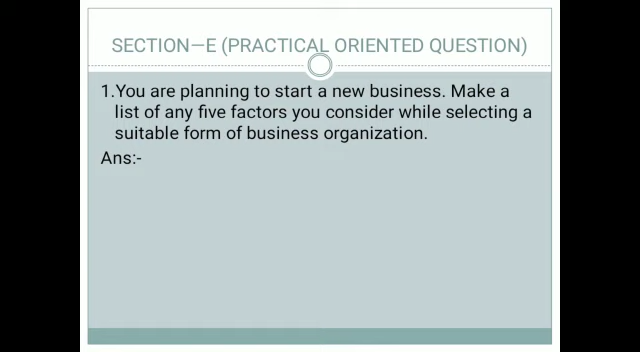 SECTION—E (PRACTICAL ORIENTED QUESTION)
1.You are planning to start a new business. Make a
list of any five factors you consider while selecting a
suitable form of business organization.
Ans:-